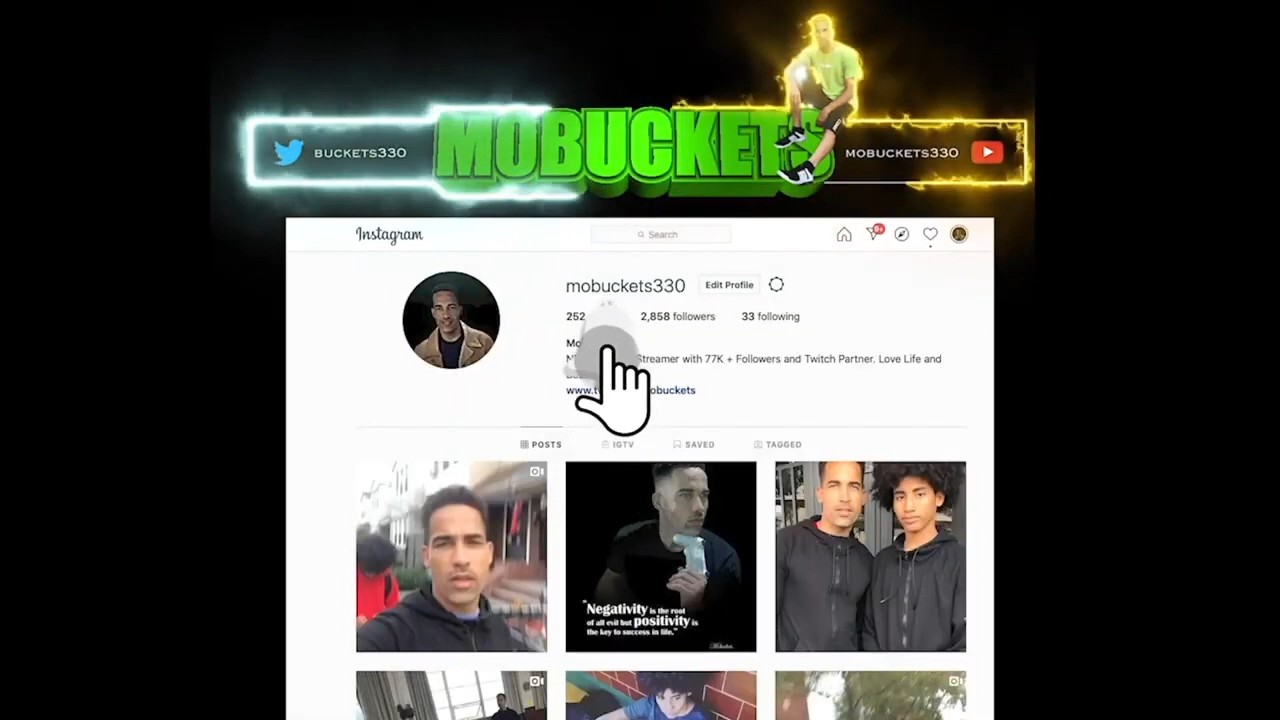 MOBUCKETS
BUCKETS330
MOBUCKETS330
Instagram
Search
9+
mobuckets330
Edit Profile
252
2,858 followers
33 following
Streamer with 77K + Followers and Twitch Partner. Love Life and
POSTS
IGTV
SAVED
TAGGED
"Negativity is the root
of all evil but positivity is
the key to success in life."